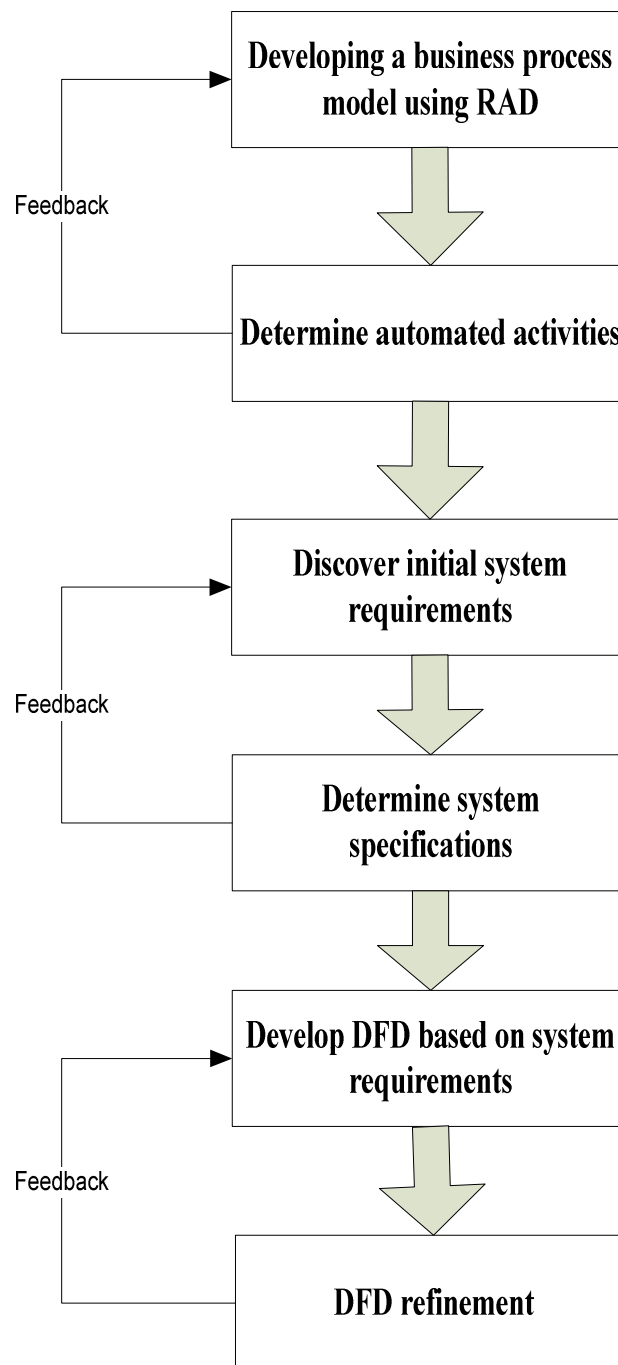 Developing a business process
model using RAD
Feedback
Determine automated activities
Discover initial system
requirements
Feedback
Determine system
specifications
Develop DFD based on system
requirements
Feedback
DFD refinement